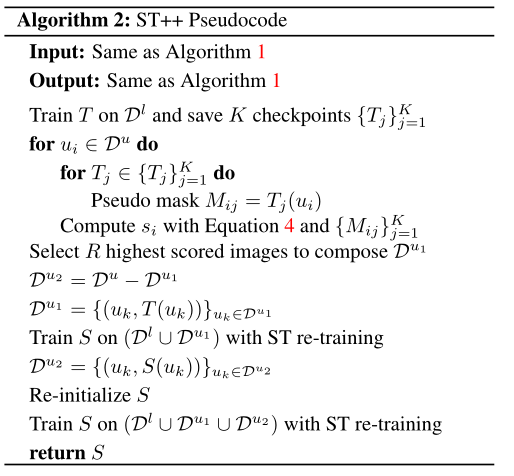 Algorithm 2: ST++ Pseudocode
Input: Same as Algorithm 1
Output: Same as Algorithm 1
Train $T$ on $\mathcal{D}^l$ and save $K$ checkpoints $\{T_j\}_{j=1}^K$
for $u_i \in \mathcal{D}^u$ do
for $T_j \in \{T_j\}_{j=1}^K$ do
Pseudo mask $M_{ij} = T_j(u_i)$
Compute $s_i$ with Equation 4 and $\{M_{ij}\}_{j=1}^K$
Select $R$ highest scored images to compose $\mathcal{D}^{u_1}$
$\mathcal{D}^{u_2} = \mathcal{D}^u - \mathcal{D}^{u_1}$
$\mathcal{D}^{u_1} = \{(u_k, T(u_k))\}_{u_k \in \mathcal{D}^{u_1}}$
Train $S$ on $(\mathcal{D}^l \cup \mathcal{D}^{u_1})$ with ST re-training
$\mathcal{D}^{u_2} = \{(u_k, S(u_k))\}_{u_k \in \mathcal{D}^{u_2}}$
Re-initialize $S$
Train $S$ on $(\mathcal{D}^l \cup \mathcal{D}^{u_1} \cup \mathcal{D}^{u_2})$ with ST re-training
return $S$